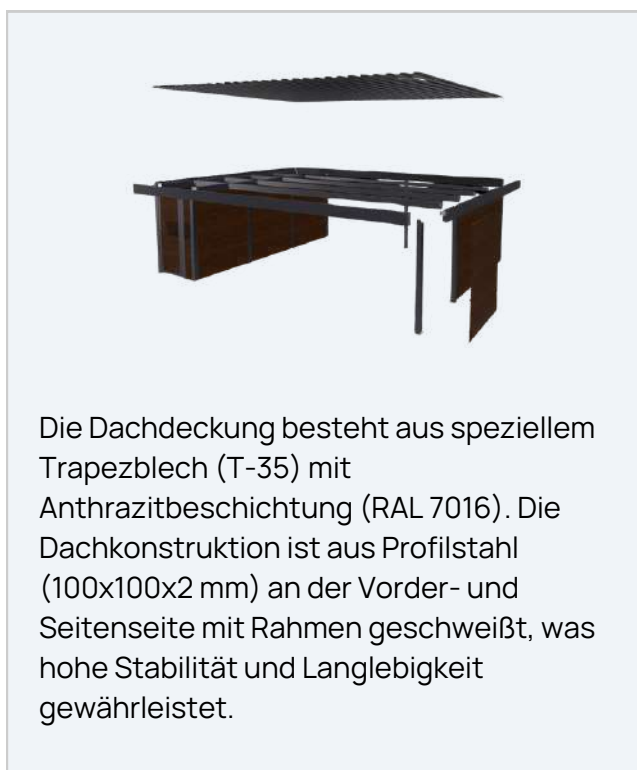 Die Dachdeckung besteht aus speziellem
Trapezblech (T-35) mit
Anthrazitbeschichtung (RAL 7016). Die
Dachkonstruktion ist aus Profilstahl
(100x100x2 mm) an der Vorder- und
Seitenseite mit Rahmen geschweißt, was
hohe Stabilität und Langlebigkeit
gewährleistet.